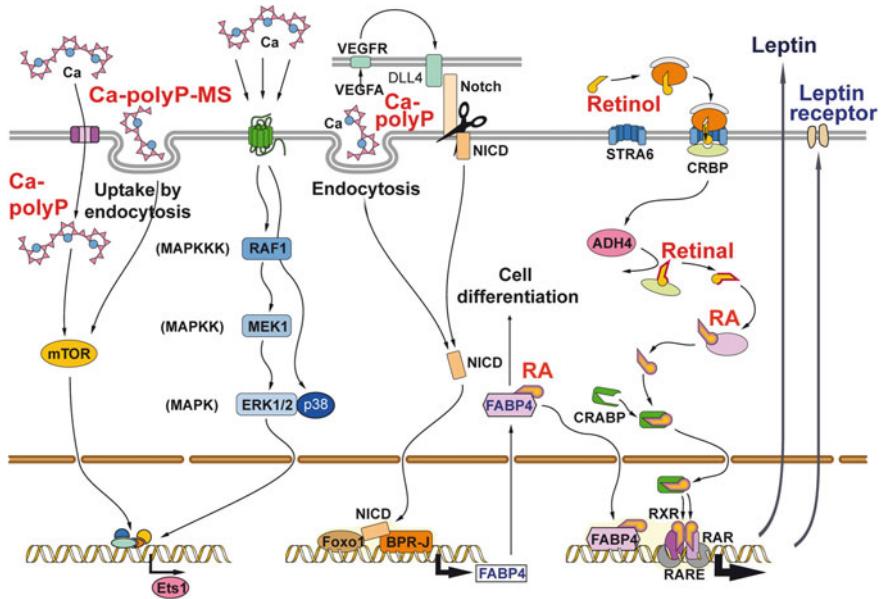 Ca
Ca-polyP-MS
Ca-
polyP
Uptake by
endocytosis
mTOR
Ets1
(MAPKKK)
RAF1
(MAPKK)
MEK1
(MAPK)
ERK1/2
p38
Ca
VEGFR
VEGFA
DLL4
Notch
Ca
Ca-
polyP
NICD
Endocytosis
Cell
differentiation
NICD
RA
FABP4
NICD
Foxo1
BPR-J
FABP4
Retinol
STRA6
CRBP
ADH4
Retinal
RA
CRABP
RXR
FABP4
RAR
RARE
Leptin
Leptin
receptor